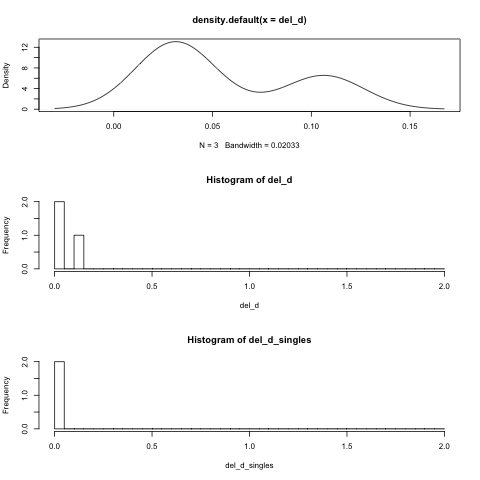 density.default(x = del_d)
Density
0 4 8 12
0.00 0.05 0.10 0.15
N = 3 Bandwidth = 0.02033
Histogram of del_d
Frequency
0.0 1.0 2.0
0.0 0.5 1.0 1.5 2.0
del_d
Histogram of del_d_singles
Frequency
0.0 1.0 2.0
0.0 0.5 1.0 1.5 2.0
del_d_singles